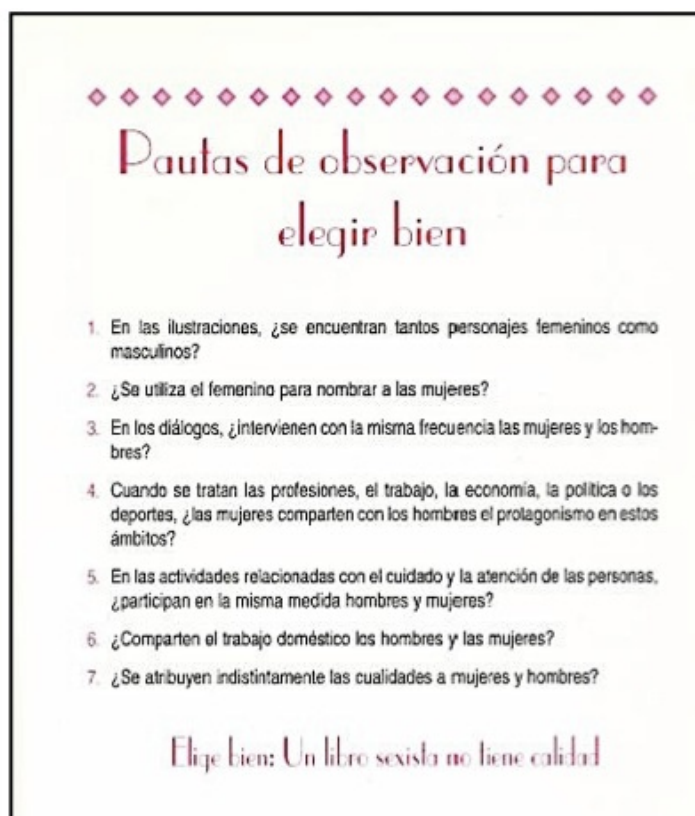 Pautas de observación para
elegir bien
1. En las ilustraciones, ¿se encuentran tantos personajes femeninos como
masculinos?
2. ¿Se utiliza el femenino para nombrar a las mujeres?
3. En los diálogos, ¿intervienen con la misma frecuencia las mujeres y los hom-
bres?
4. Cuando se tratan las profesiones, el trabajo, la economía, la política o los
deportes, ¿las mujeres comparten con los hombres el protagonismo en estos
ámbitos?
5. En las actividades relacionadas con el cuidado y la atención de las personas,
¿participan en la misma medida hombres y mujeres?
6. ¿Comparten el trabajo doméstico los hombres y las mujeres?
7. ¿Se atribuyen indistintamente las cualidades a mujeres y hombres?
Elige bien: Un libro sexista no tiene calidad